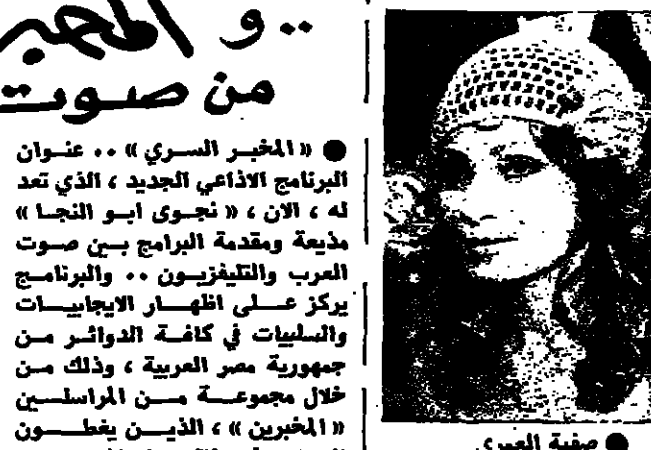 .. و المخبر
من صوت
● « المخبر السري » .. عنوان
البرنامج الاذاعي الجديد ، الذي تعد
له ، الان ، « نجوى ابو النجا »
مذيعة ومقدمة البرامج بين صوت
العرب والتليفزيون .. والبرنامج
يركز على اظهار الايجابيات
والسلبيات في كافة الدوائر من
جمهورية مصر العربية ، وذلك من
خلال مجموعة من المراسلين
« المخبرين » ، الذين يغطون
● صفية العمري